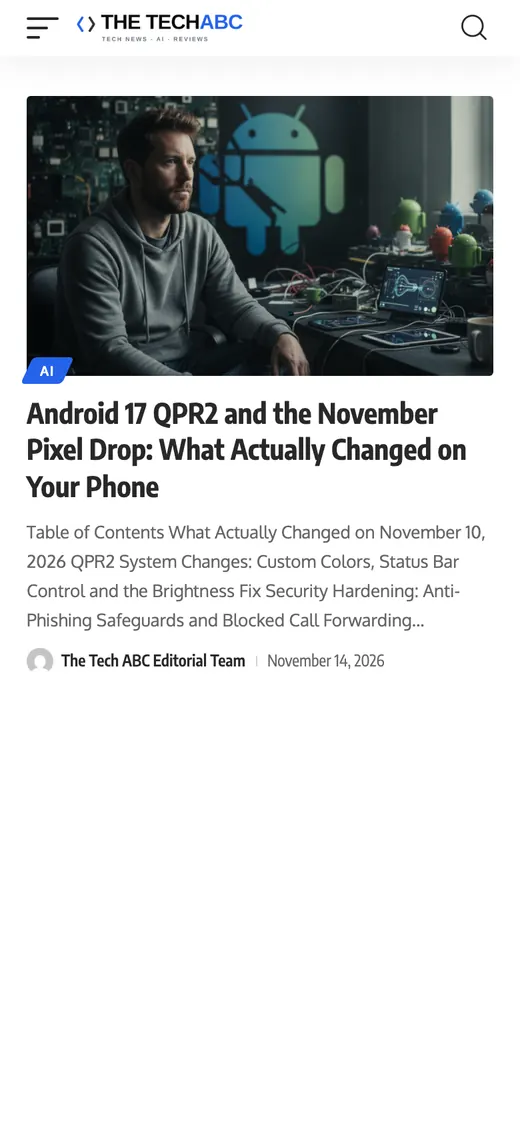 THE TECHABC
TECH NEWS · AI · REVIEWS
AI
Android 17 QPR2 and the November
Pixel Drop: What Actually Changed on
Your Phone
Table of Contents What Actually Changed on November 10,
2026 QPR2 System Changes: Custom Colors, Status Bar
Control and the Brightness Fix Security Hardening: Anti-
Phishing Safeguards and Blocked Call Forwarding...
The Tech ABC Editorial Team
November 14, 2026